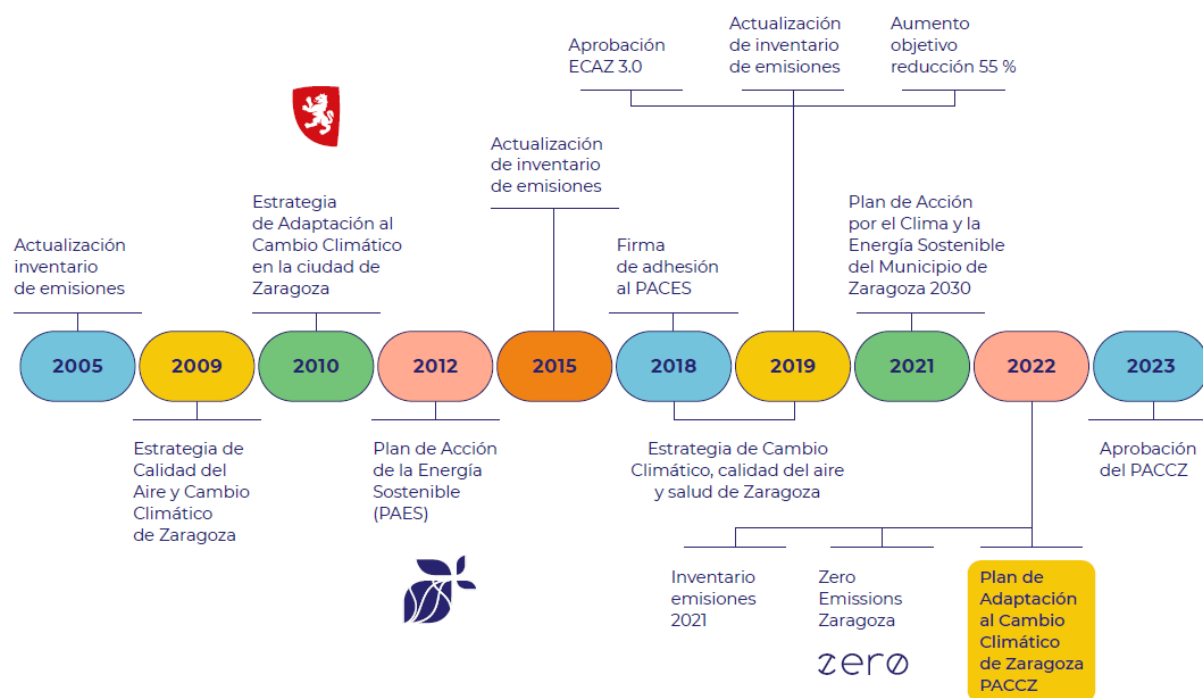 Aprobación
ECAZ 3.0
Actualización
de inventario
de emisiones
Aumento
objetivo
reducción 55 %
Actualización
de inventario
de emisiones
Estrategia
de Adaptación al
Cambio Climático
en la ciudad de
Zaragoza
Plan de Acción
por el Clima y la
Energía Sostenible
del Municipio de
Zaragoza 2030
Actualización
inventario
de emisiones
Firma
de adhesión
al PACES
2005
2009
2010
2012
2015
2018
2019
2021
2022
2023
Estrategia de
Calidad del
Aire y Cambio
Climático
de Zaragoza
Plan de Acción
de la Energía
Sostenible
(PAES)
Estrategia de Cambio
Climático, calidad del aire
y salud de Zaragoza
Aprobación
del PACCZ
Inventario
emisiones
2021
Zero
Emissions
Zaragoza
zero
Plan de
Adaptación
al Cambio
Climático
de Zaragoza
PACCZ